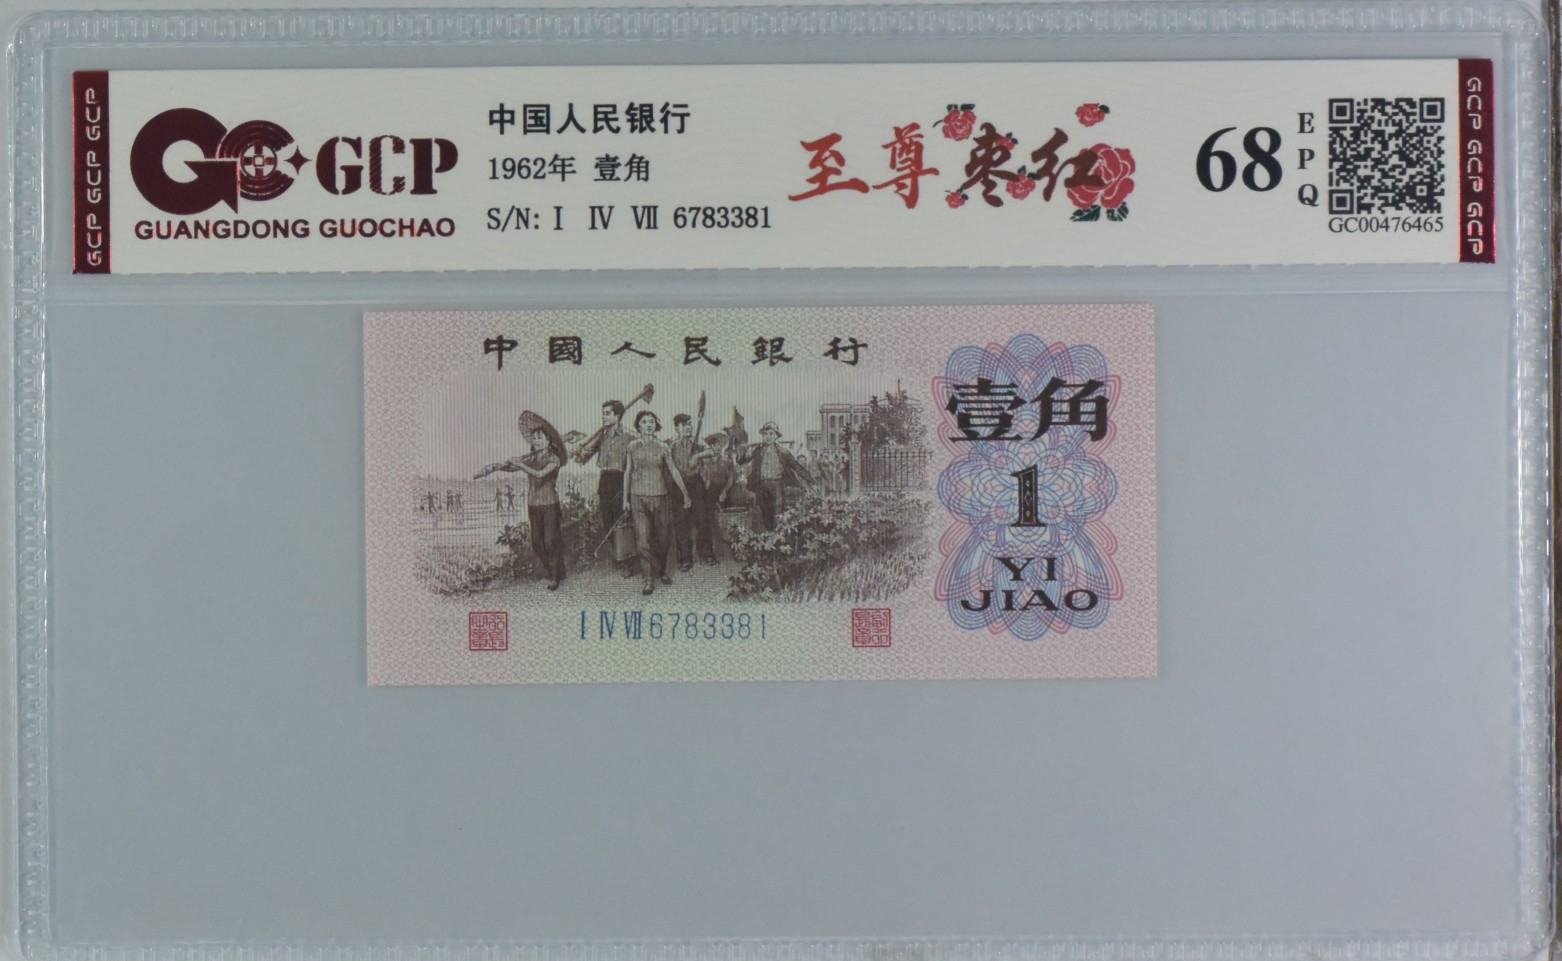 GCP GCP GCP
GCP
GUANGDONG GUOCHAO
中国人民银行
1962年 壹角
S/N: I IV VII 6783381
至尊枣红
68
EPQ
GC00476465
GCP GCP GCP
中國人民銀行
壹角
1
YI
JIAO
I IV VII 6783381